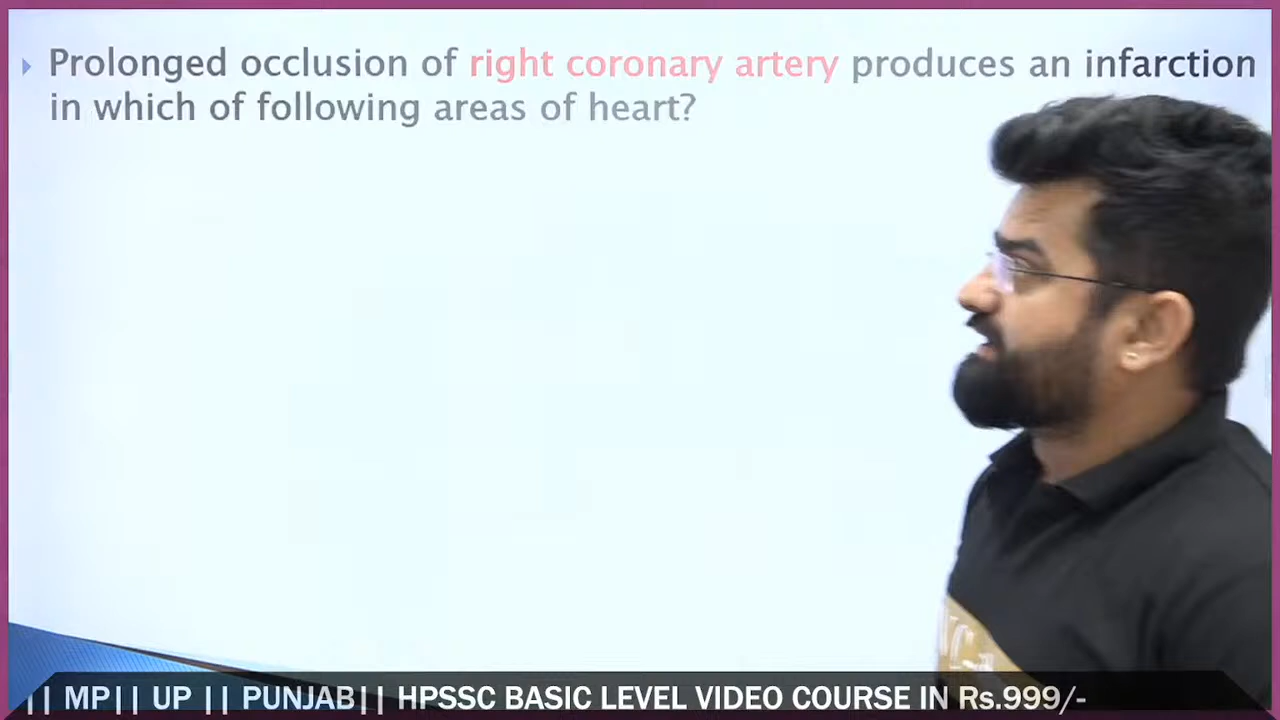 Prolonged occlusion of right coronary artery produces an infarction
in which of following areas of heart?
|| MP|| UP || PUNJAB|| HPSSC BASIC LEVEL VIDEO COURSE IN Rs.999/-